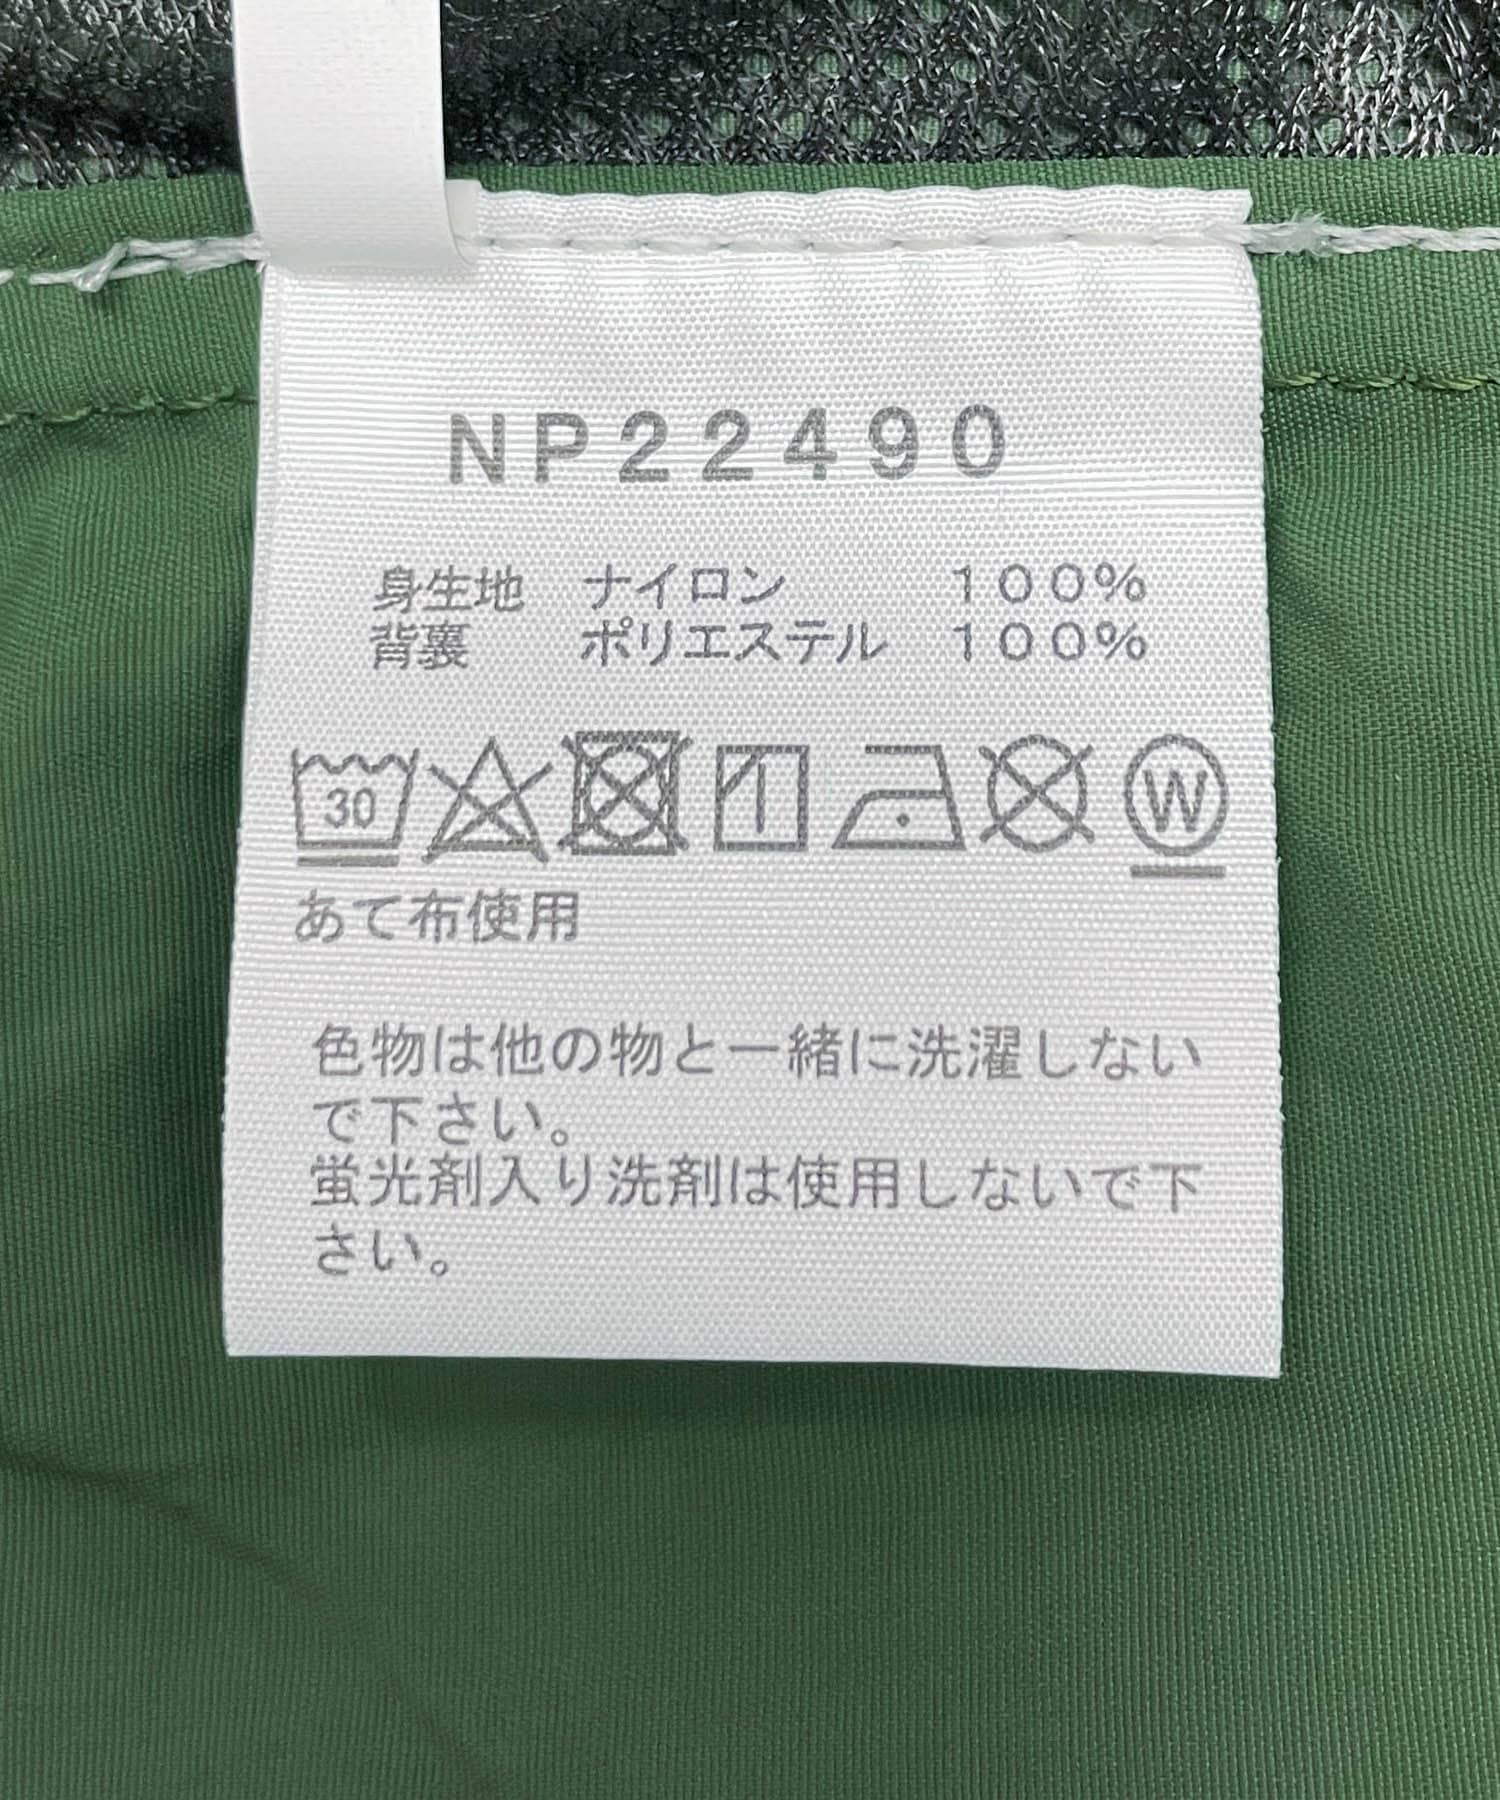 NP22490
身生地 ナイロン 100%
背裏 ポリエステル 100%
30 W
あて布使用
色物は他の物と一緒に洗濯しない
で下さい。
蛍光剤入り洗剤は使用しないで下
さい。